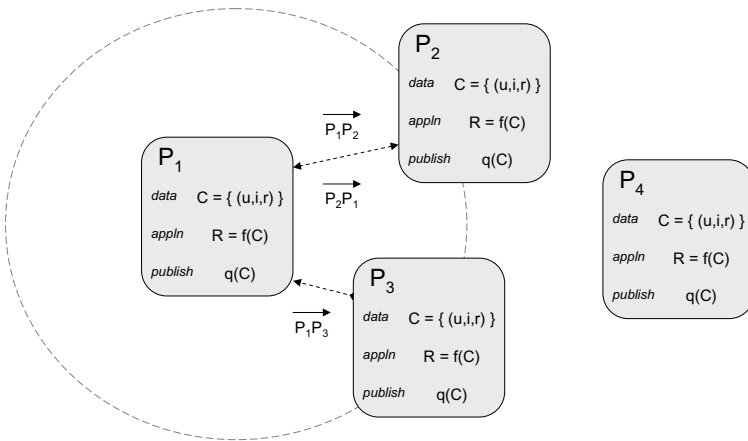 P2
data C = { (u,i,r) }
appln R = f(C)
publish q(C)
P1P2
P2P1
P1
data C = { (u,i,r) }
appln R = f(C)
publish q(C)
P4
data C = { (u,i,r) }
appln R = f(C)
publish q(C)
P3
data C = { (u,i,r) }
appln R = f(C)
publish q(C)
P1P3